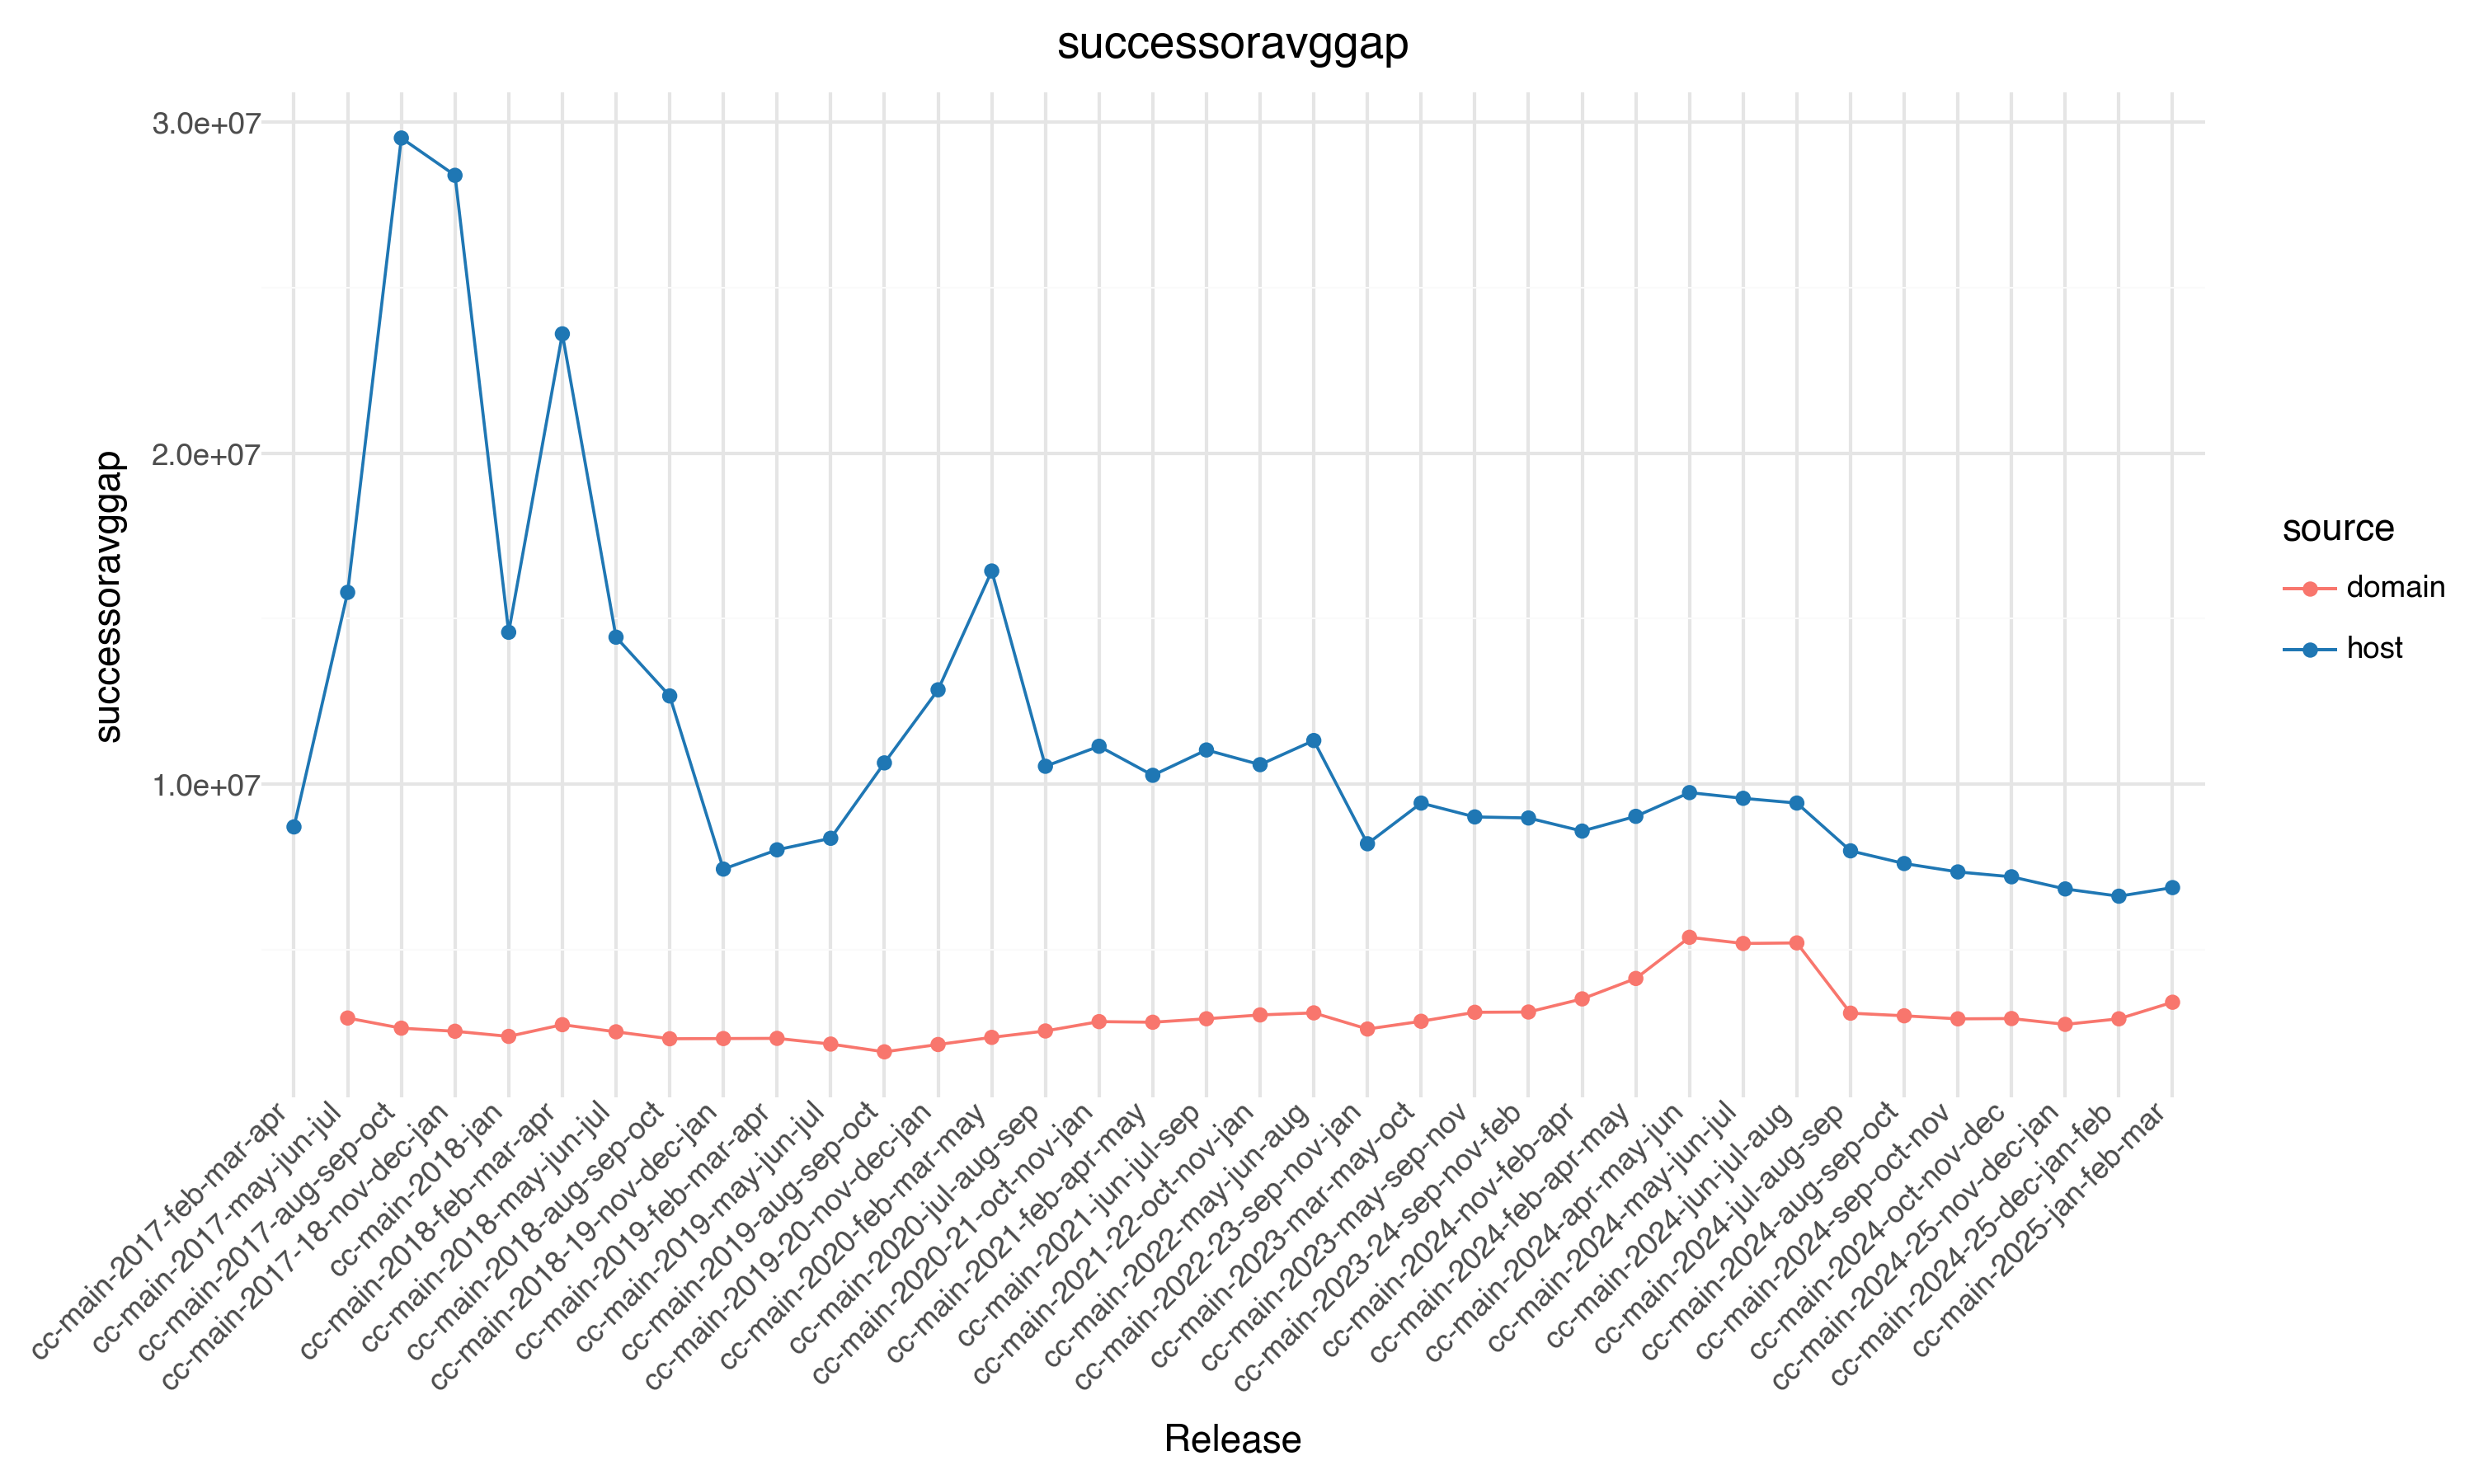 successoravggap
3.0e+07
2.0e+07
1.0e+07
successoravggap
source
domain
host
cc-main-2017-feb-mar-apr
cc-main-2017-may-jun-jul
cc-main-2017-aug-sep-oct
cc-main-2017-18-nov-dec-jan
cc-main-2018-jan
cc-main-2018-feb-mar-apr
cc-main-2018-may-jun-jul
cc-main-2018-aug-sep-oct
cc-main-2018-19-nov-dec-jan
cc-main-2019-feb-mar-apr
cc-main-2019-may-jun-jul
cc-main-2019-aug-sep-oct
cc-main-2019-20-nov-dec-jan
cc-main-2020-feb-mar-may
cc-main-2020-jul-aug-sep
cc-main-2020-21-oct-nov-jan
cc-main-2021-feb-apr-may
cc-main-2021-jun-jul-sep
cc-main-2021-22-oct-nov-jan
cc-main-2022-may-jun-aug
cc-main-2022-23-sep-nov-jan
cc-main-2023-mar-may-oct
cc-main-2023-may-sep-nov
cc-main-2023-24-sep-nov-feb
cc-main-2024-nov-feb-apr
cc-main-2024-feb-apr-may
cc-main-2024-apr-may-jun
cc-main-2024-may-jun-jul
cc-main-2024-jun-jul-aug
cc-main-2024-jul-aug-sep
cc-main-2024-aug-sep-oct
cc-main-2024-sep-oct-nov
cc-main-2024-oct-nov-dec
cc-main-2024-25-nov-dec-jan
cc-main-2024-25-dec-jan-feb
cc-main-2025-jan-feb-mar
Release